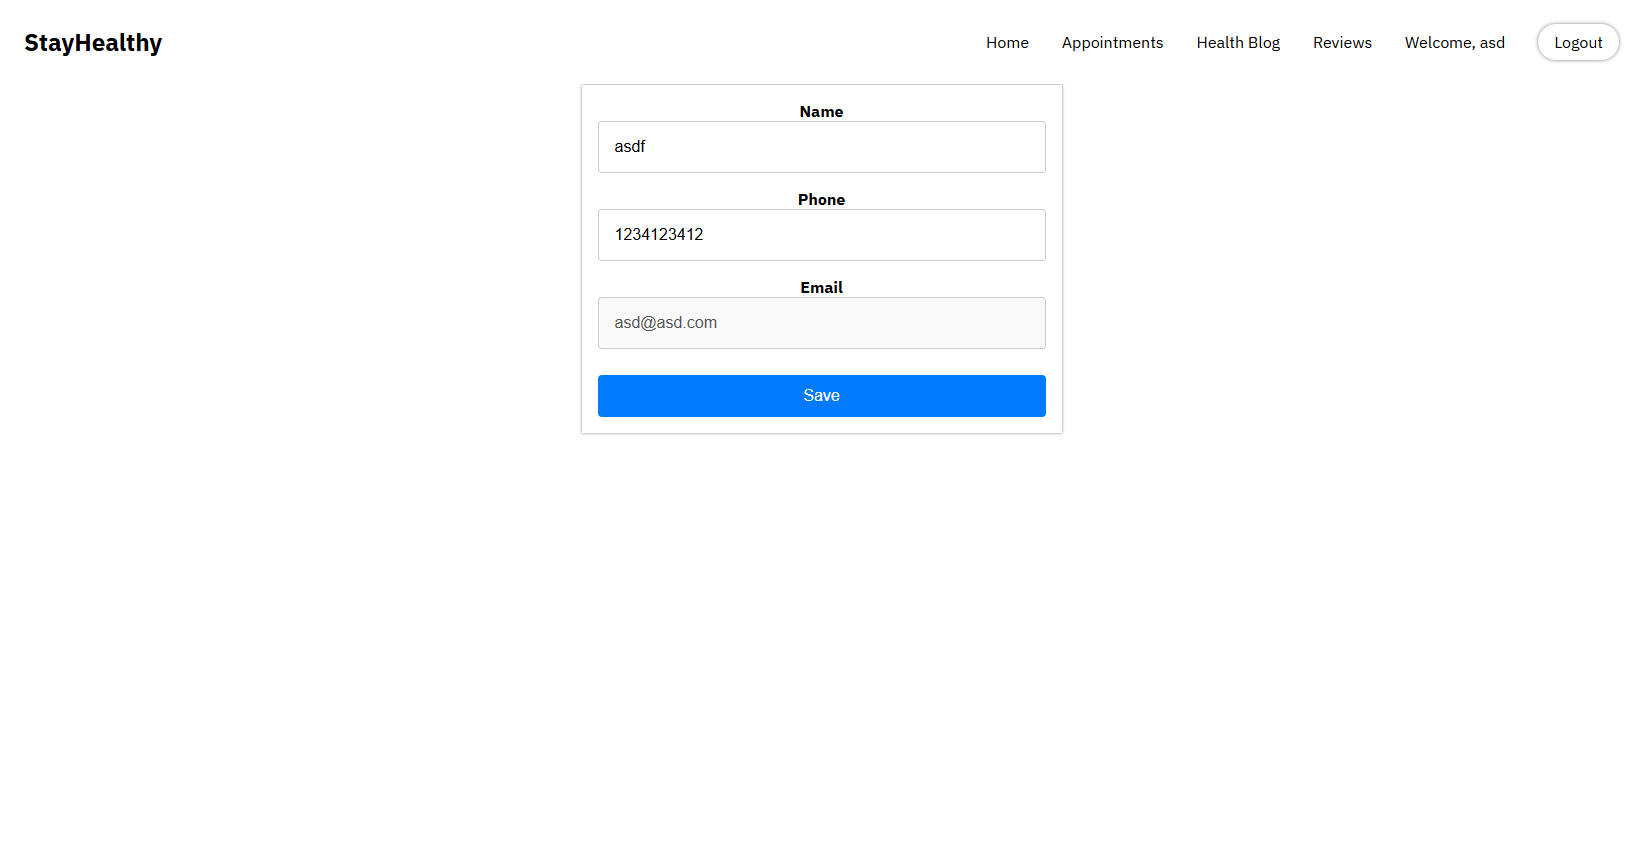 StayHealthy
Home Appointments Health Blog Reviews Welcome, asd Logout
Name
asdf
Phone
1234123412
Email
asd@asd.com
Save